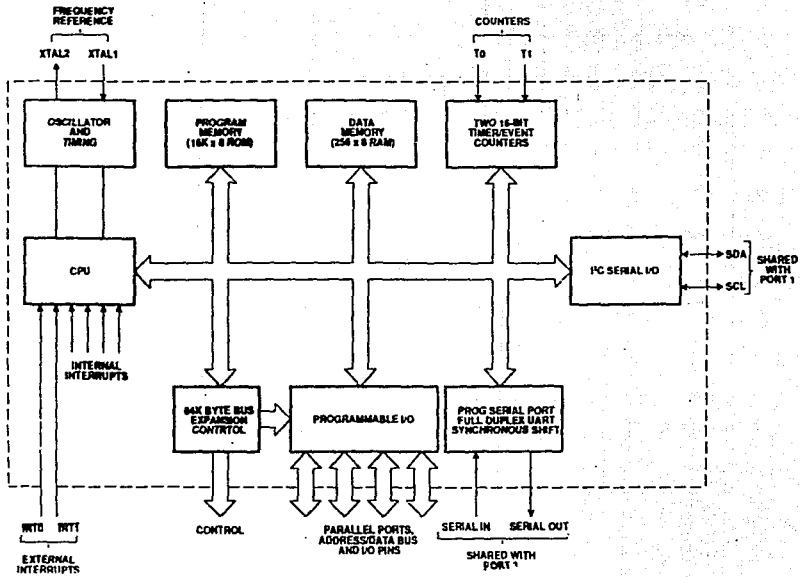 FREQUENCY
REFERENCE
XTAL2 XTAL1
COUNTERS
T0 T1
OSCILLATOR
AND
TIMING
PROGRAM
MEMORY
(16K x 8 ROM)
DATA
MEMORY
(256 x 8 RAM)
TWO 16-BIT
TIMER/EVENT
COUNTERS
CPU
I²C SERIAL I/O
SDA
SCL
SHARED
WITH
PORT 1
INTERNAL
INTERRUPTS
64K BYTE BUS
EXPANSION
CONTRTOL
PROGRAMMABLE I/O
PROG SERIAL PORT
FULL DUPLEX UART
SYNCHRONOUS SHIFT
INT0 INT1
EXTERNAL
INTERRUPTS
CONTROL
PARALLEL PORTS,
ADDRESS/DATA BUS
AND I/O PINS
SERIAL IN SERIAL OUT
SHARED WITH
PORT 1